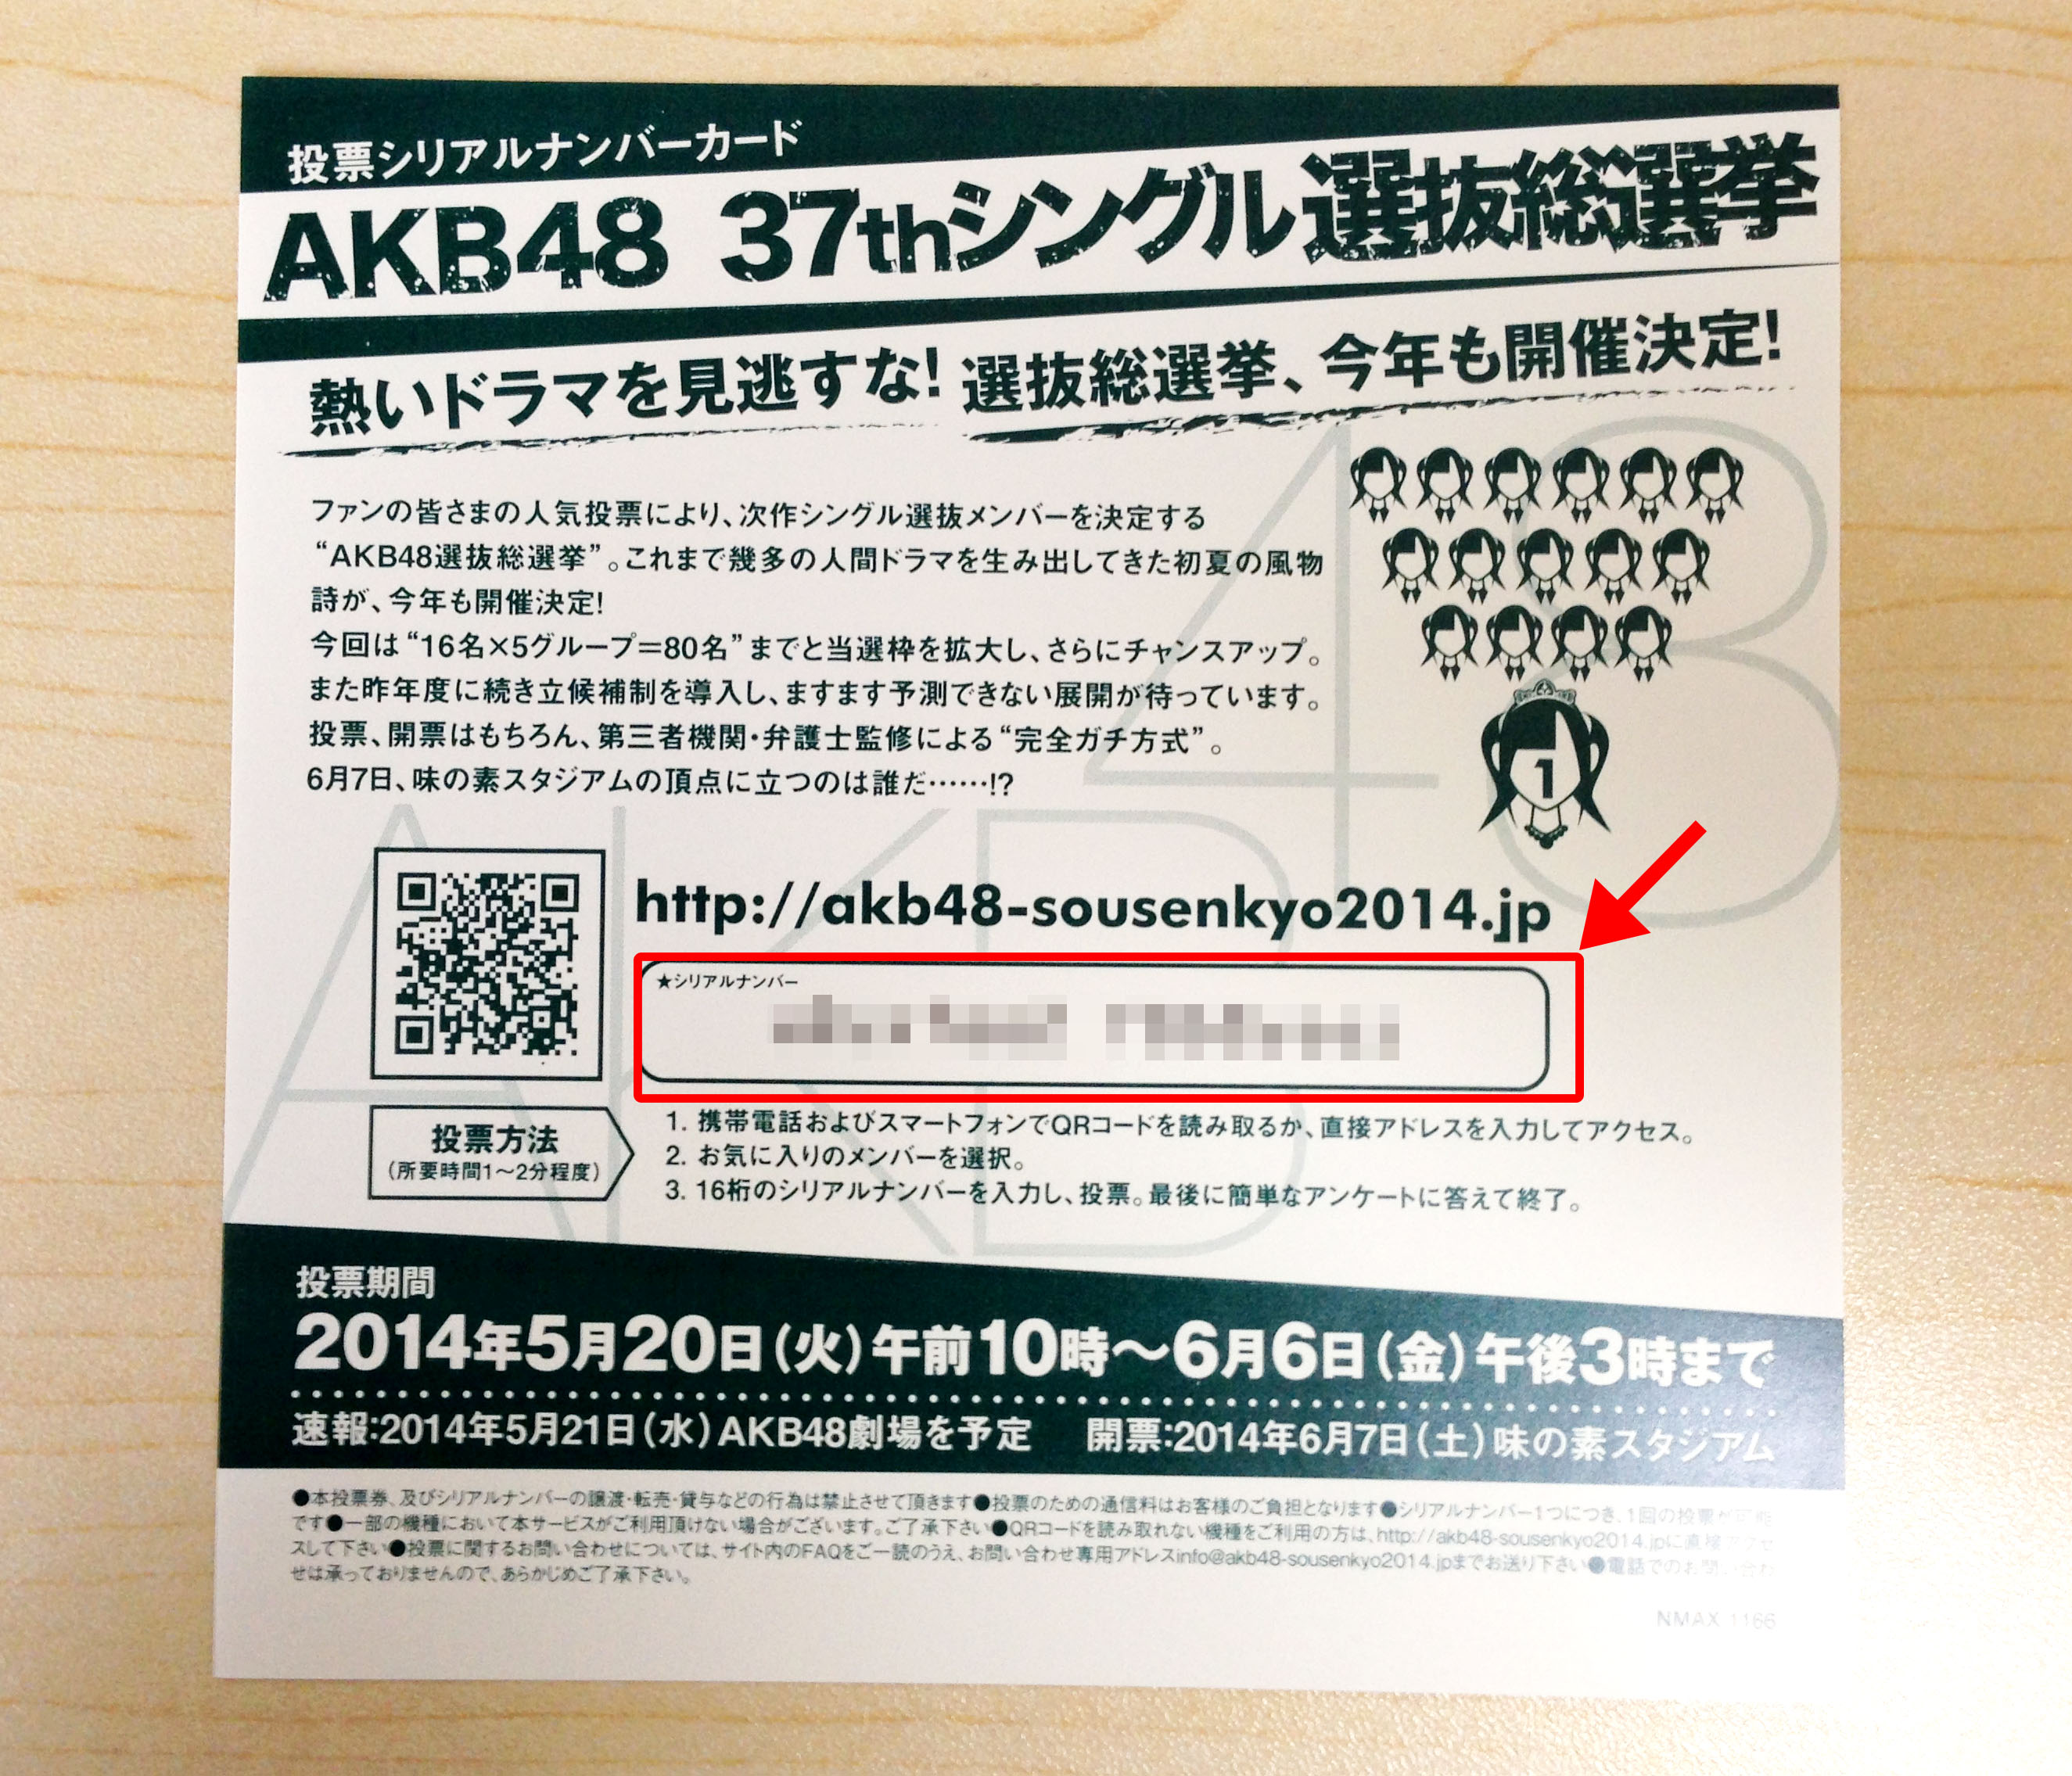 投票シリアルナンバーカード
AKB48 37thシングル選抜総選挙
熱いドラマを見逃すな! 選抜総選挙、今年も開催決定!
ファンの皆さまの人気投票により、次作シングル選抜メンバーを決定する
“AKB48選抜総選挙”。これまで幾多の人間ドラマを生み出してきた初夏の風物
詩が、今年も開催決定!
今回は“16名×5グループ=80名”までと当選枠を拡大し、さらにチャンスアップ。
また昨年度に続き立候補制を導入し、ますます予測できない展開が待っています。
投票、開票はもちろん、第三者機関・弁護士監修による“完全ガチ方式”。
6月7日、味の素スタジアムの頂点に立つのは誰だ……!?
1
AKB48
http://akb48-sousenkyo2014.jp
★シリアルナンバー
投票方法
(所要時間1〜2分程度)
1. 携帯電話およびスマートフォンでQRコードを読み取るか、直接アドレスを入力してアクセス。
2. お気に入りのメンバーを選択。
3. 16桁のシリアルナンバーを入力し、投票。最後に簡単なアンケートに答えて終了。
投票期間
2014年5月20日(火)午前10時〜6月6日(金)午後3時まで
速報:2014年5月21日(水)AKB48劇場を予定 開票:2014年6月7日(土)味の素スタジアム
●本投票券、及びシリアルナンバーの譲渡・転売・貸与などの行為は禁止させて頂きます●投票のための通信料はお客様のご負担となります●シリアルナンバー1つにつき、1回の投票が可能
です●一部の機種において本サービスがご利用頂けない場合がございます。ご了承下さい●QRコードを読み取れない機種をご利用の方は、http://akb48-sousenkyo2014.jpに直接アクセ
スして下さい●投票に関するお問い合わせについては、サイト内のFAQをご一読のうえ、お問い合わせ専用アドレスinfo@akb48-sousenkyo2014.jpまでお送り下さい●電話でのお問い合わ
せは承っておりませんので、あらかじめご了承下さい。
NMAX 1166